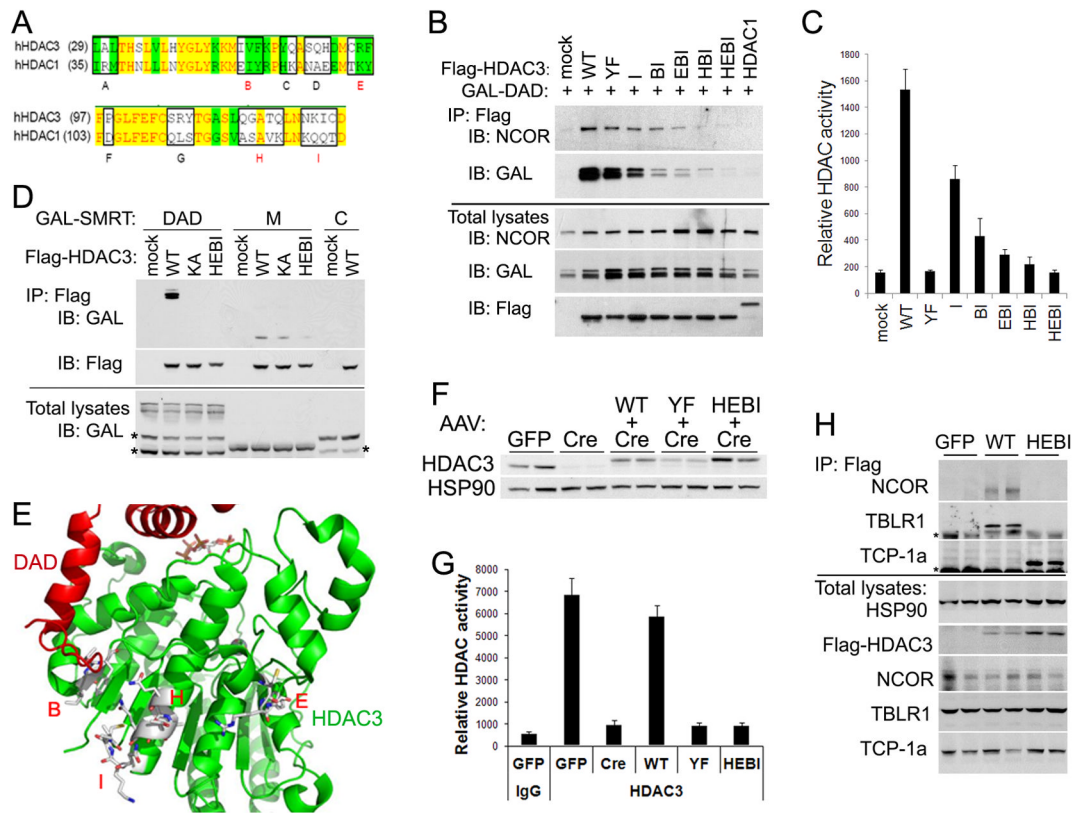 A
hHDAC3 (29) LALTHSLVLHYGLYKKMIVFKPYQASQHDMCRF
hHDAC1 (35) IRMTHNLLLNYGLYRKMEIYRPHKANAEEMTKY
A B C D E
hHDAC3 (97) FPGLFEFCSRYTGASLQGATQLNNKICD
hHDAC1 (103) FDGLFEFCQLSTGGSVASAVKLNKQQTD
F G H I
B
Flag-HDAC3: mock WT YF I BI EBI HBI HEBI HDAC1
GAL-DAD: + + + + + + + + +
IP: Flag
IB: NCOR
IB: GAL
Total lysates
IB: NCOR
IB: GAL
IB: Flag
C
Relative HDAC activity
1800
1600
1400
1200
1000
800
600
400
200
0
mock WT YF I BI EBI HBI HEBI
D
GAL-SMRT: DAD M C
Flag-HDAC3: mock WT KA HEBI mock WT KA HEBI mock WT
IP: Flag
IB: GAL
IB: Flag
Total lysates
IB: GAL
*
* *
E
DAD
B
H
E
I
HDAC3
F
AAV: GFP Cre WT + Cre YF + Cre HEBI + Cre
HDAC3
HSP90
G
Relative HDAC activity
8000
7000
6000
5000
4000
3000
2000
1000
0
GFP GFP Cre WT YF HEBI
IgG HDAC3
H
GFP WT HEBI
IP: Flag
NCOR
TBLR1
*
TCP-1a
*
Total lysates:
HSP90
Flag-HDAC3
NCOR
TBLR1
TCP-1a